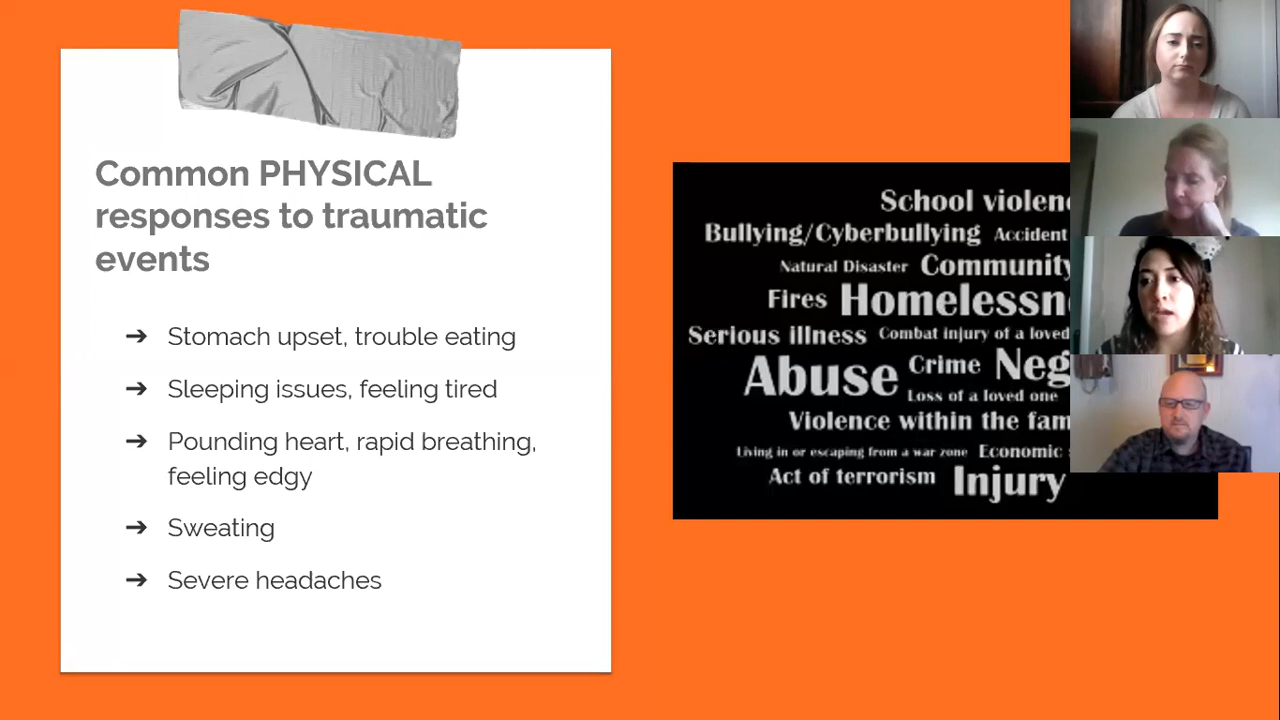 Common PHYSICAL
responses to traumatic
events
➔ Stomach upset, trouble eating
➔ Sleeping issues, feeling tired
➔ Pounding heart, rapid breathing,
feeling edgy
➔ Sweating
➔ Severe headaches
School violenc
Bullying/Cyberbullying Accident
Natural Disaster Community
Fires Homelessn
Serious illness Combat injury of a loved
Abuse Crime Neg
Loss of a loved one
Violence within the fam
Living in or escaping from a war zone Economic
Act of terrorism Injury